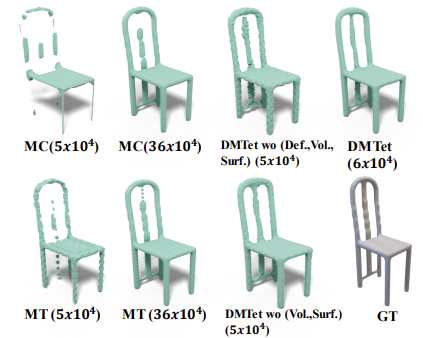 MC(5x10⁴)
MC(36x10⁴)
DMTet wo (Def.,Vol.,
Surf.) (5x10⁴)
DMTet
(6x10⁴)
MT (5x10⁴)
MT (36x10⁴)
DMTet wo (Vol.,Surf.)
(5x10⁴)
GT